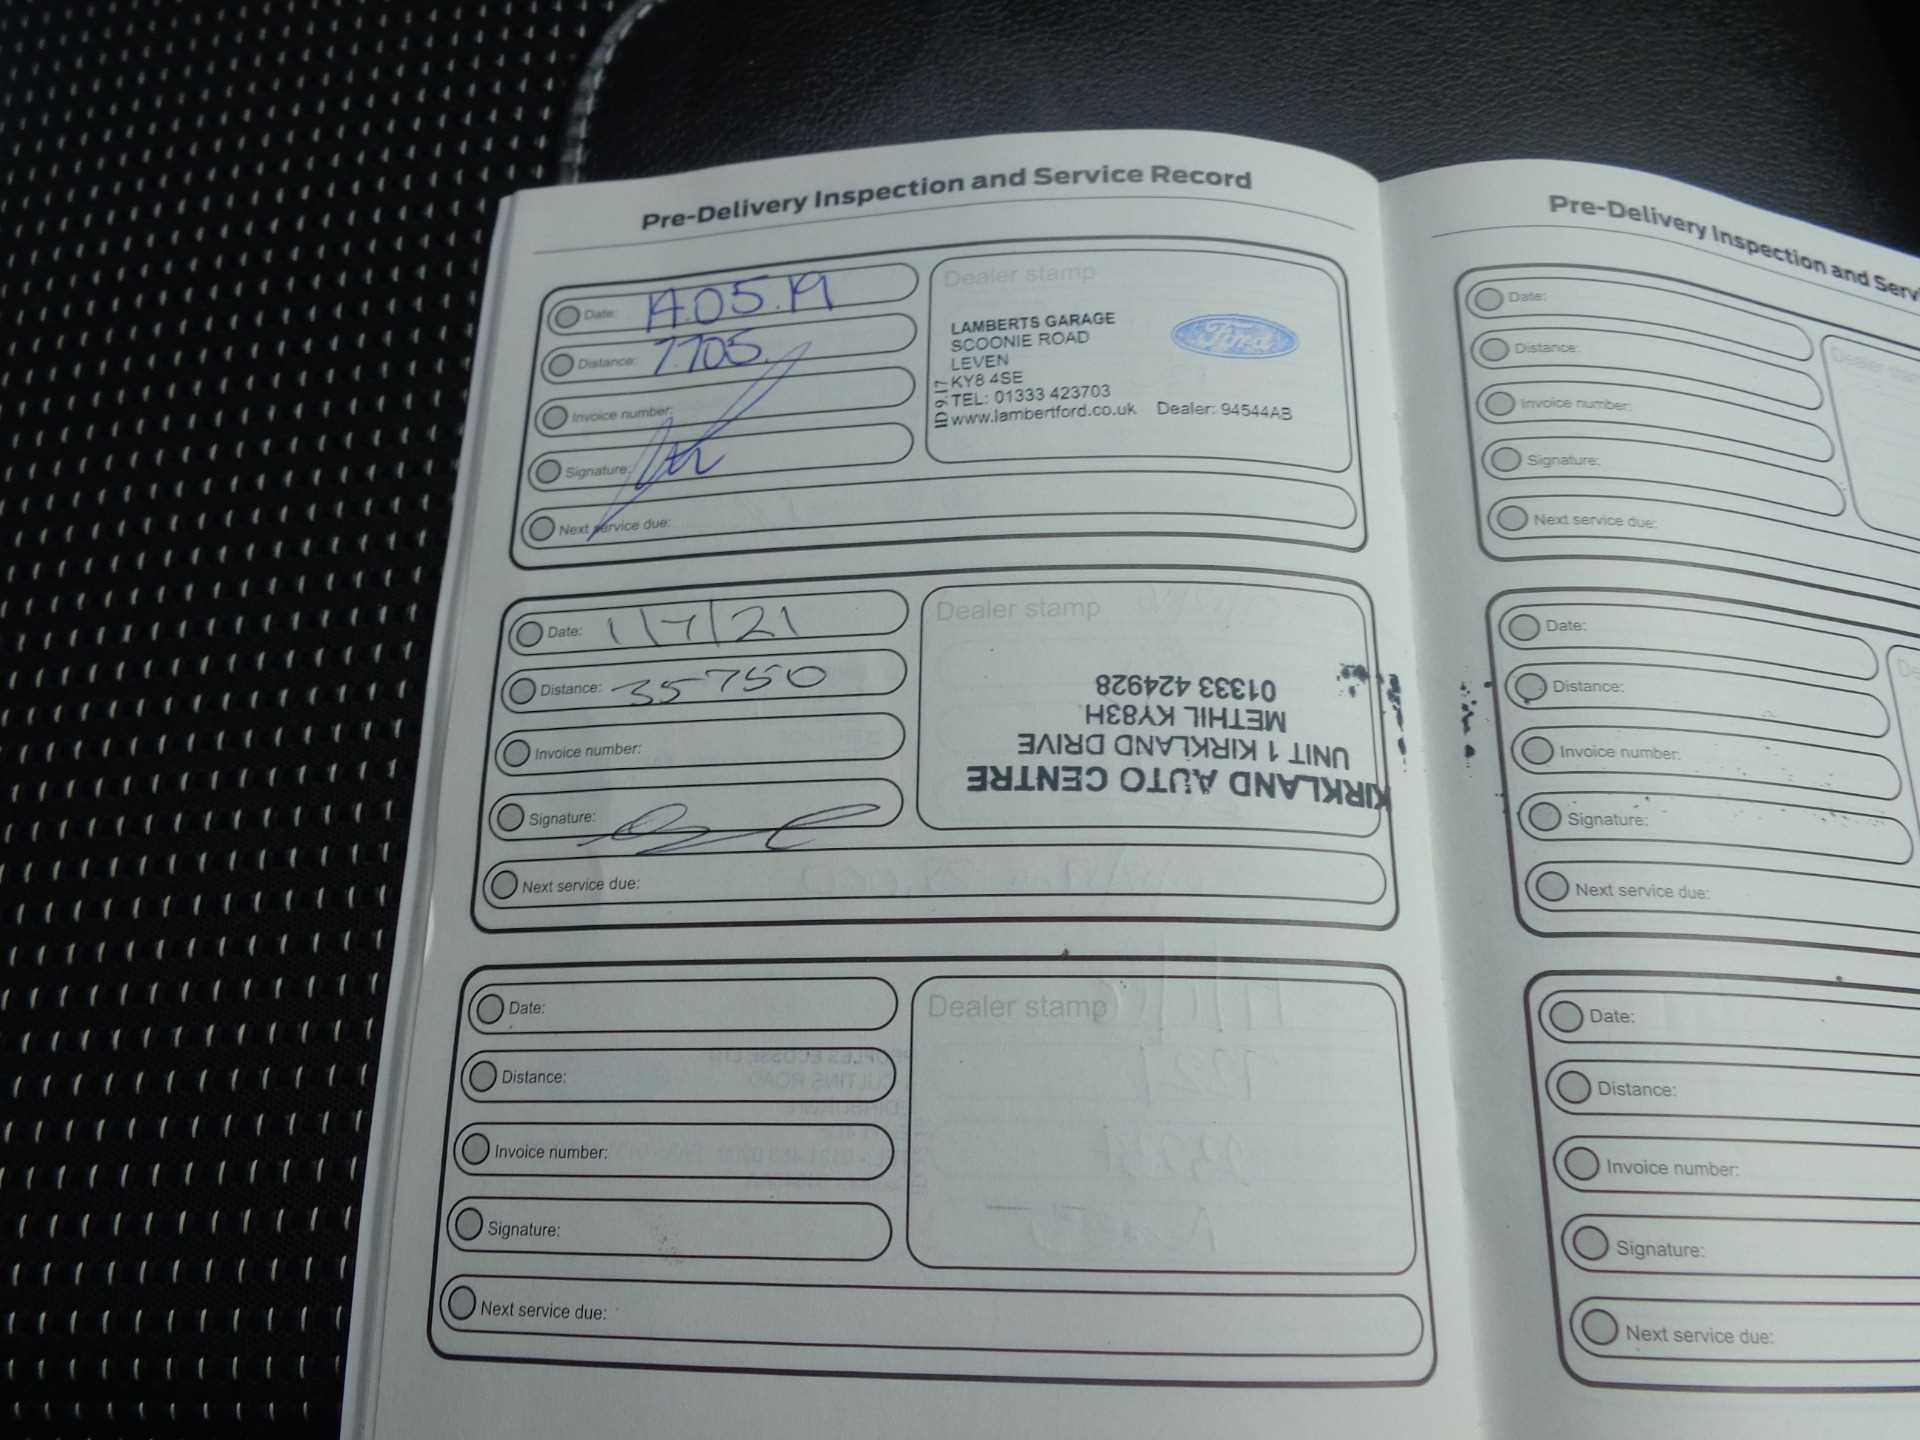 Pre-Delivery Inspection and Service Record
Date: 14.05.19
Distance: 7705.
Invoice number:
Signature:
Next service due:
Dealer stamp
LAMBERTS GARAGE
SCOONIE ROAD
LEVEN
KY8 4SE
TEL: 01333 423703
www.lambertford.co.uk Dealer: 94544AB
ID9.17
Ford
Date: 1/7/21
Distance: 35750
Invoice number:
Signature:
Next service due:
Dealer stamp
KIRKLAND AUTO CENTRE
UNIT 1 KIRKLAND DRIVE
METHIL KY83H
01333 424928
Date:
Distance:
Invoice number:
Signature:
Next service due:
Dealer stamp
Pre-Delivery Inspection and Servi
Date:
Distance:
Invoice number:
Signature:
Next service due:
Dealer stam
Date:
Distance:
Invoice number:
Signature:
Next service due:
De
Date:
Distance:
Invoice number:
Signature:
Next service due: